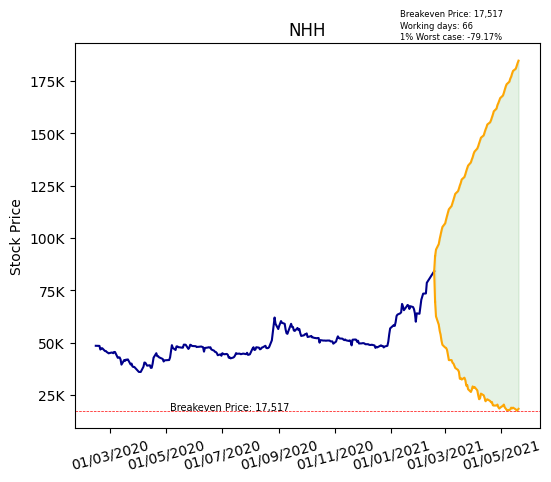 Breakeven Price: 17,517
Working days: 66
1% Worst case: -79.17%
NHH
Stock Price
175K
150K
125K
100K
75K
50K
25K
Breakeven Price: 17,517
01/03/2020
01/05/2020
01/07/2020
01/09/2020
01/11/2020
01/01/2021
01/03/2021
01/05/2021